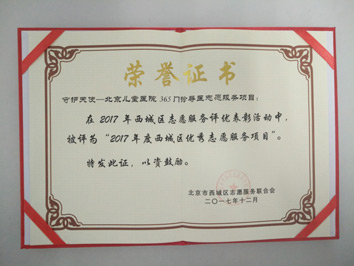 荣誉证书
守护天使—北京儿童医院365门诊导医志愿服务项目：
在2017年西城区志愿服务评优表彰活动中，
被评为“2017年度西城区优秀志愿服务项目”。
特发此证，以资鼓励。
北京市西城区志愿服务联合会
二〇一七年十二月